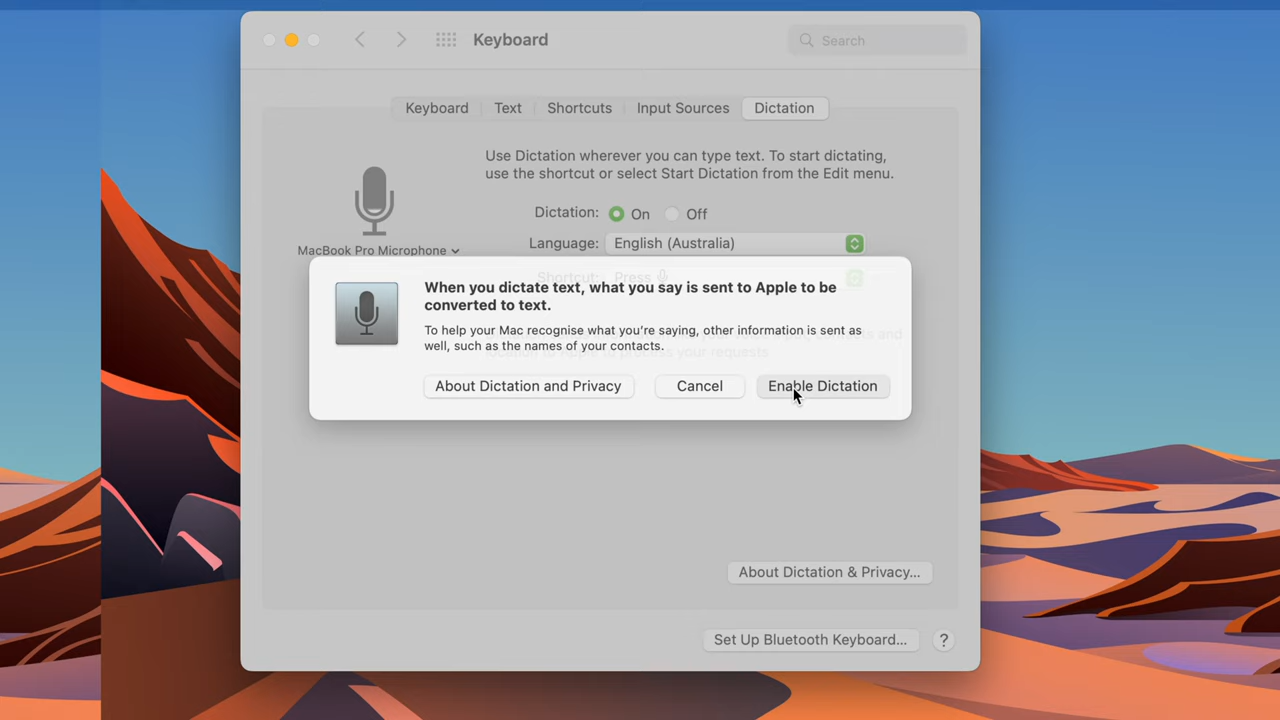 Keyboard
Search
Keyboard
Text
Shortcuts
Input Sources
Dictation
Use Dictation wherever you can type text. To start dictating,
use the shortcut or select Start Dictation from the Edit menu.
Dictation:
On
Off
MacBook Pro Microphone
Language:
English (Australia)
Shortcut:
Press
When you dictate text, what you say is sent to Apple to be
converted to text.
To help your Mac recognise what you're saying, other information is sent as
well, such as the names of your contacts.
About Dictation and Privacy
Cancel
Enable Dictation
About Dictation & Privacy...
Set Up Bluetooth Keyboard...
?